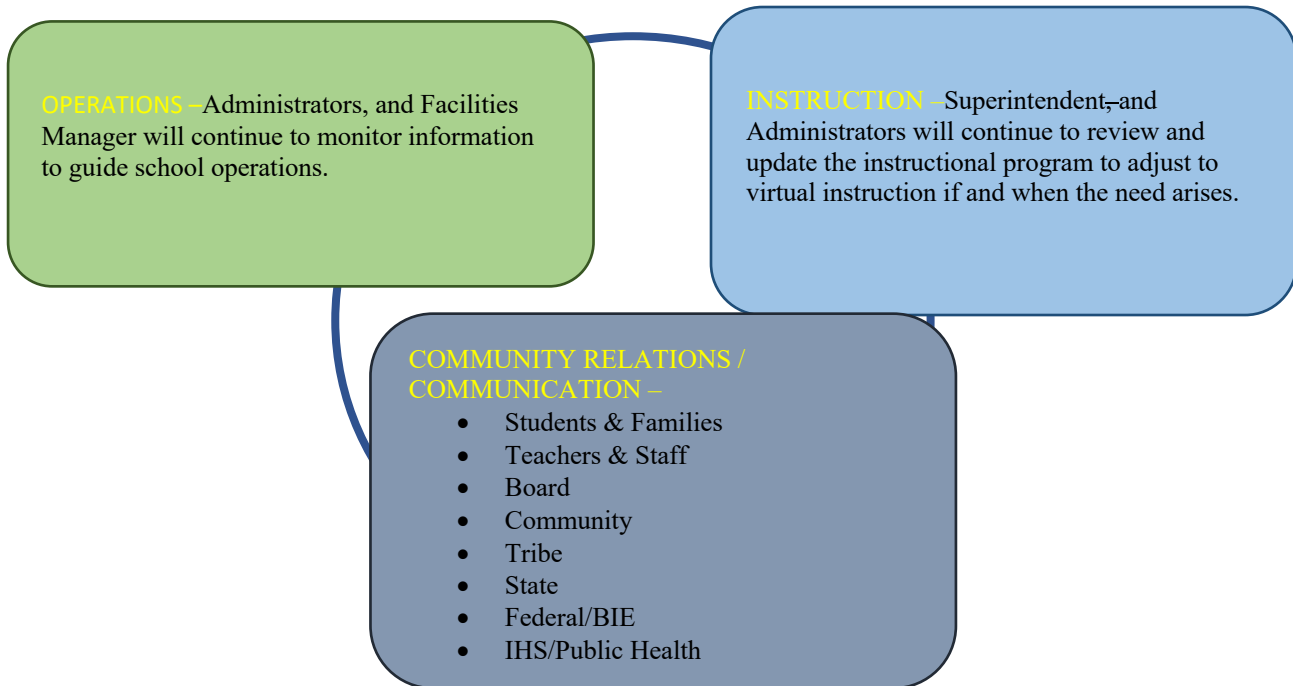 OPERATIONS –Administrators, and Facilities
Manager will continue to monitor information
to guide school operations.
INSTRUCTION –Superintendent, and
Administrators will continue to review and
update the instructional program to adjust to
virtual instruction if and when the need arises.
COMMUNITY RELATIONS /
COMMUNICATION –
• Students & Families
• Teachers & Staff
• Board
• Community
• Tribe
• State
• Federal/BIE
• IHS/Public Health